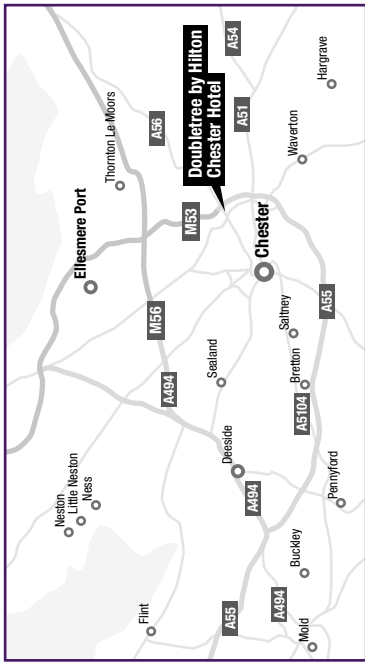 A54
Hargrave
Doubletree by Hilton
Chester Hotel
A51
A56
Thornton Le Moors
Waverton
M53
Ellesmere Port
Chester
A55
M56
Saltney
Sealand
Bretton
A494
A5104
Deeside
Neston
Little Neston
Ness
A494
Pennyford
Buckley
Flint
A55
A494
Mold